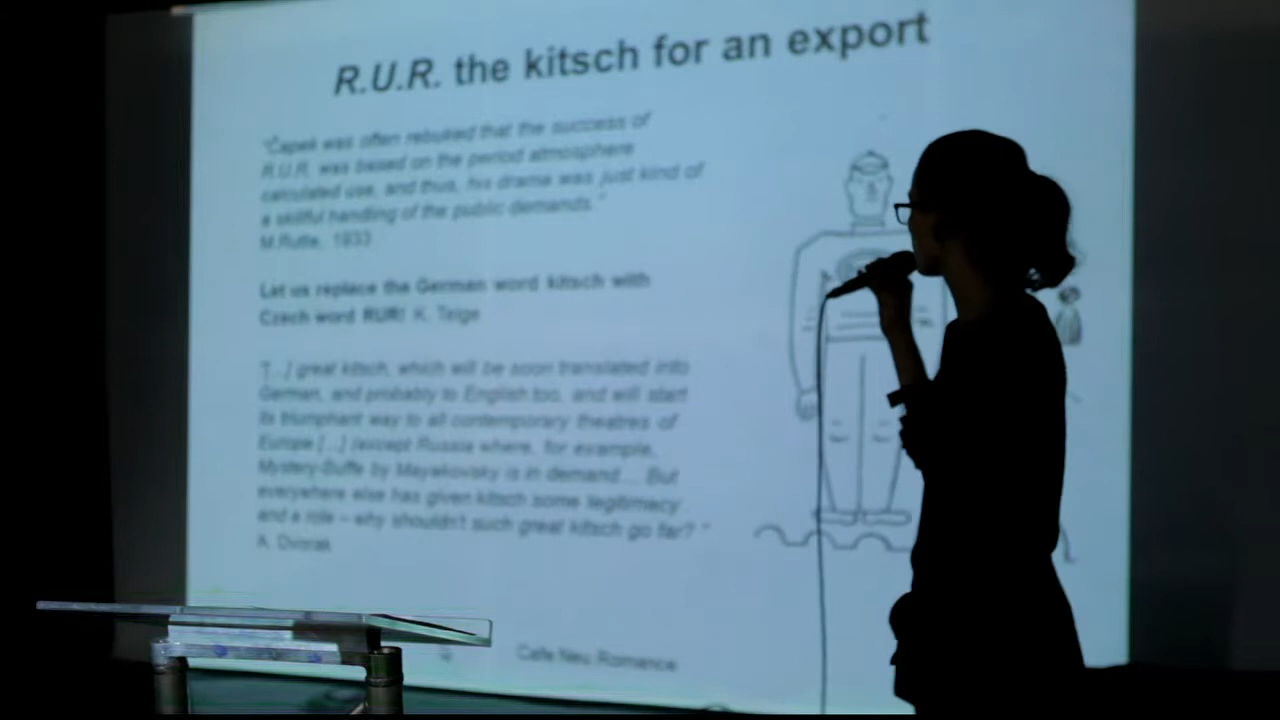 R.U.R. the kitsch for an export
"Čapek was often rebuked that the success of
R.U.R. was based on the period atmosphere
calculated use, and thus, his drama was just kind of
a skillful handling of the public demands."
M.Rutte, 1933
Let us replace the German word kitsch with
Czech word RUR! K. Teige
"[...] great kitsch, which will be soon translated into
German, and probably to English too, and will start
its triumphant way to all contemporary theatres of
Europe [...] (except Russia where, for example,
Mystery-Buffe by Mayakovsky is in demand... But
everywhere else has given kitsch some legitimacy
and a role – why shouldn't such great kitsch go far? "
A. Dvorak
Cafe Neu Romance